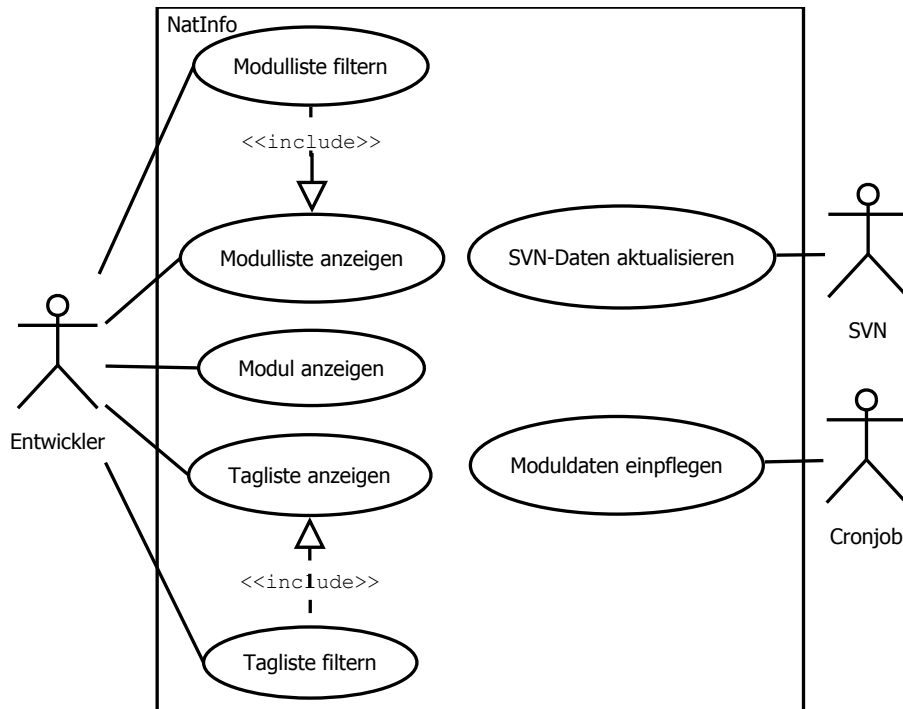 NatInfo
Modulliste filtern
<<include>>
Modulliste anzeigen
SVN-Daten aktualisieren
SVN
Modul anzeigen
Entwickler
Tagliste anzeigen
Moduldaten einpflegen
Cronjob
<<include>>
Tagliste filtern